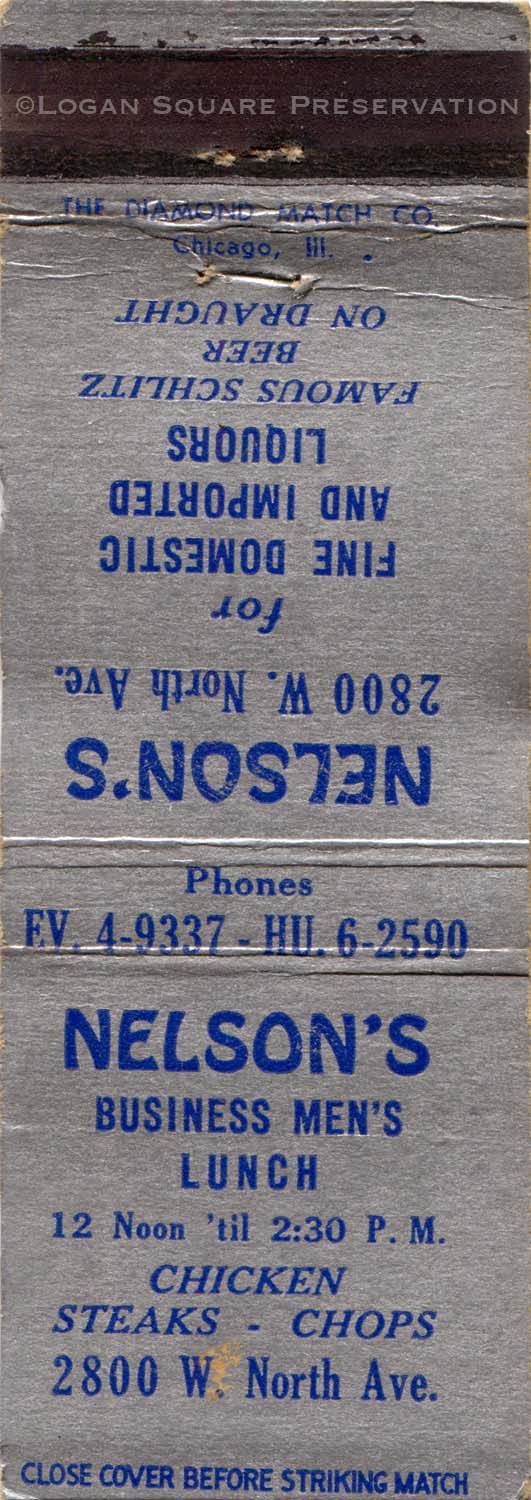 ©Logan Square Preservation
THE DIAMOND MATCH CO.
Chicago, Ill.
NELSON'S
2800 W. North Ave.
for
FINE DOMESTIC
AND IMPORTED
LIQUORS
FAMOUS SCHLITZ
BEER
ON DRAUGHT
Phones
EV. 4-9337 - HU. 6-2590
NELSON'S
BUSINESS MEN'S
LUNCH
12 Noon 'til 2:30 P. M.
CHICKEN
STEAKS - CHOPS
2800 W. North Ave.
CLOSE COVER BEFORE STRIKING MATCH